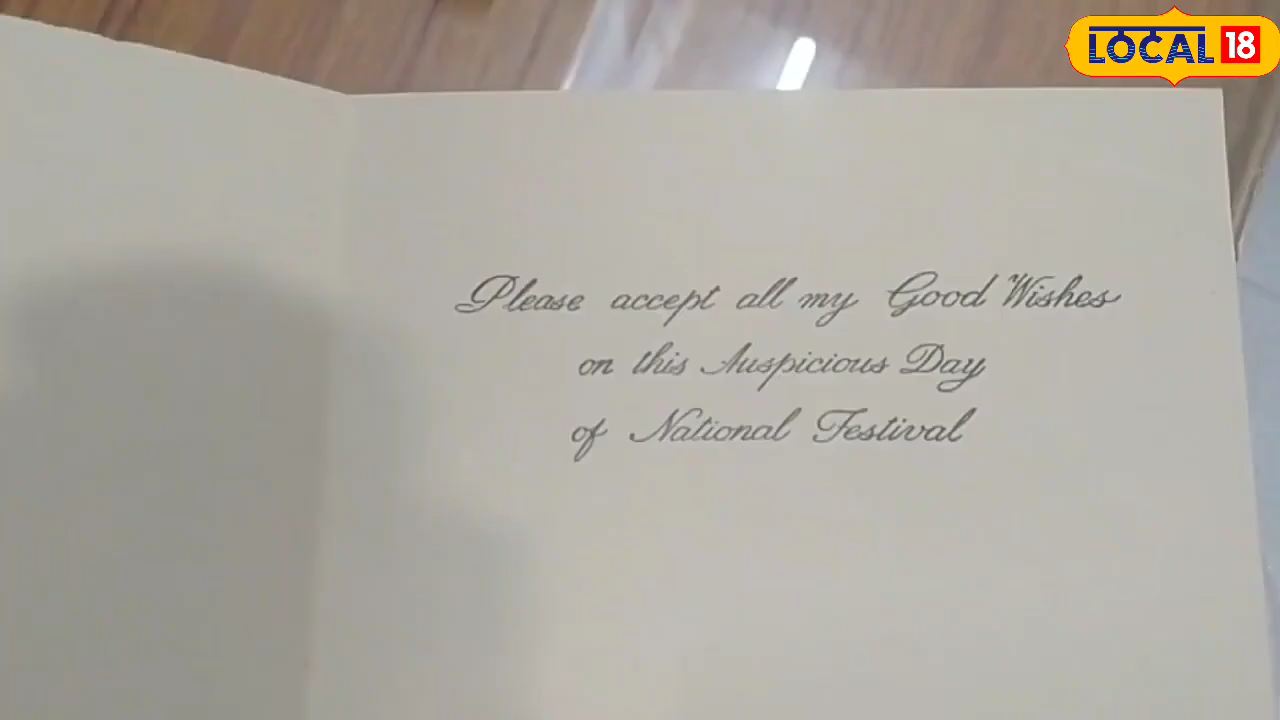 LOCAL 18
Please accept all my Good Wishes
on this Auspicious Day
of National Festival